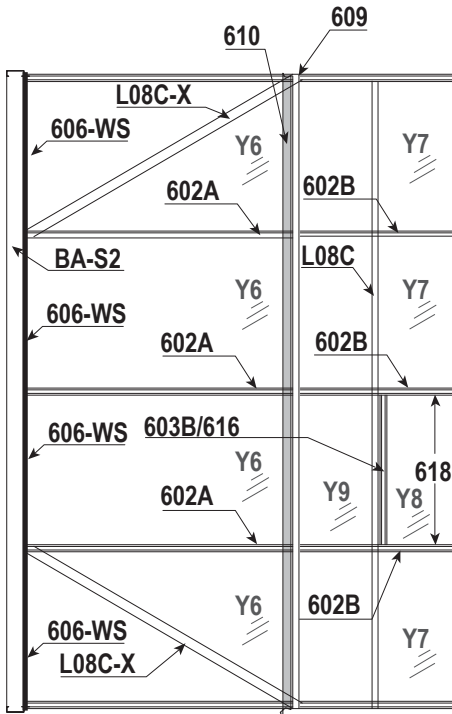 609
610
L08C-X
606-WS
Y6
Y7
602A
602B
BA-S2
L08C
Y6
Y7
606-WS
602A
602B
603B/616
606-WS
Y6
618
Y9
Y8
602A
Y6
602B
606-WS
Y7
L08C-X